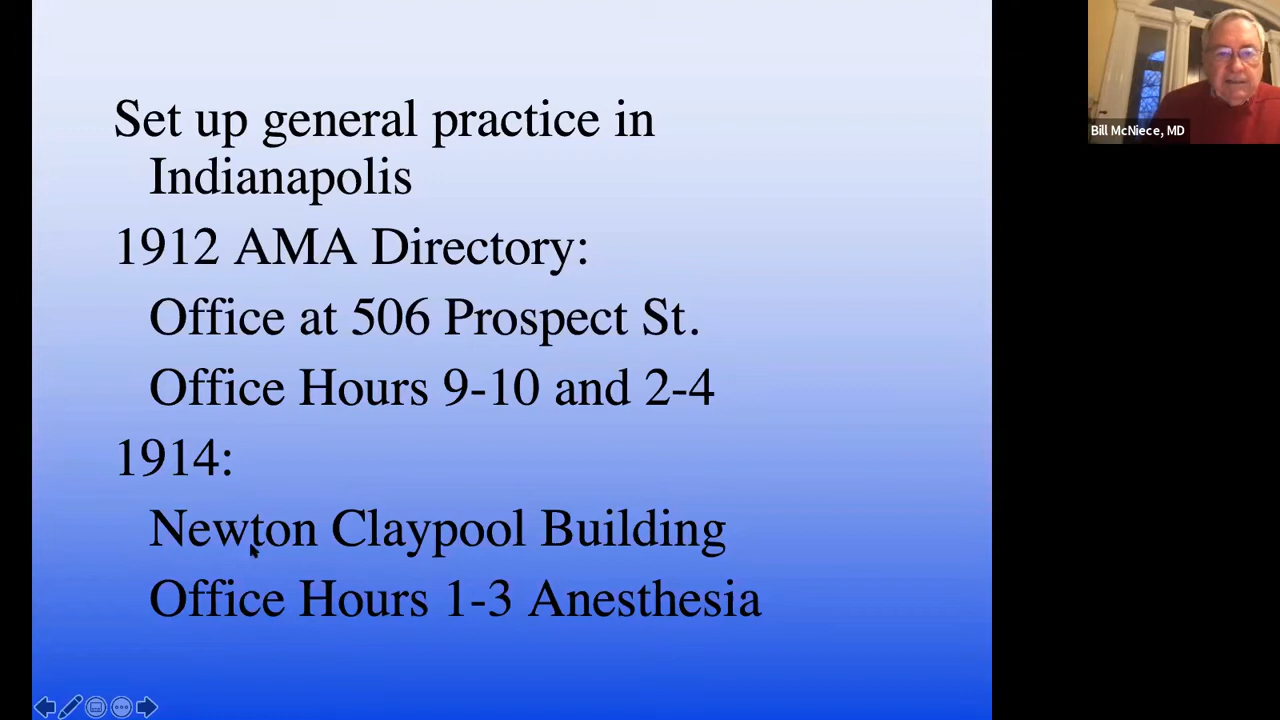 Set up general practice in
Indianapolis
1912 AMA Directory:
Office at 506 Prospect St.
Office Hours 9-10 and 2-4
1914:
Newton Claypool Building
Office Hours 1-3 Anesthesia
Bill McNiece, MD